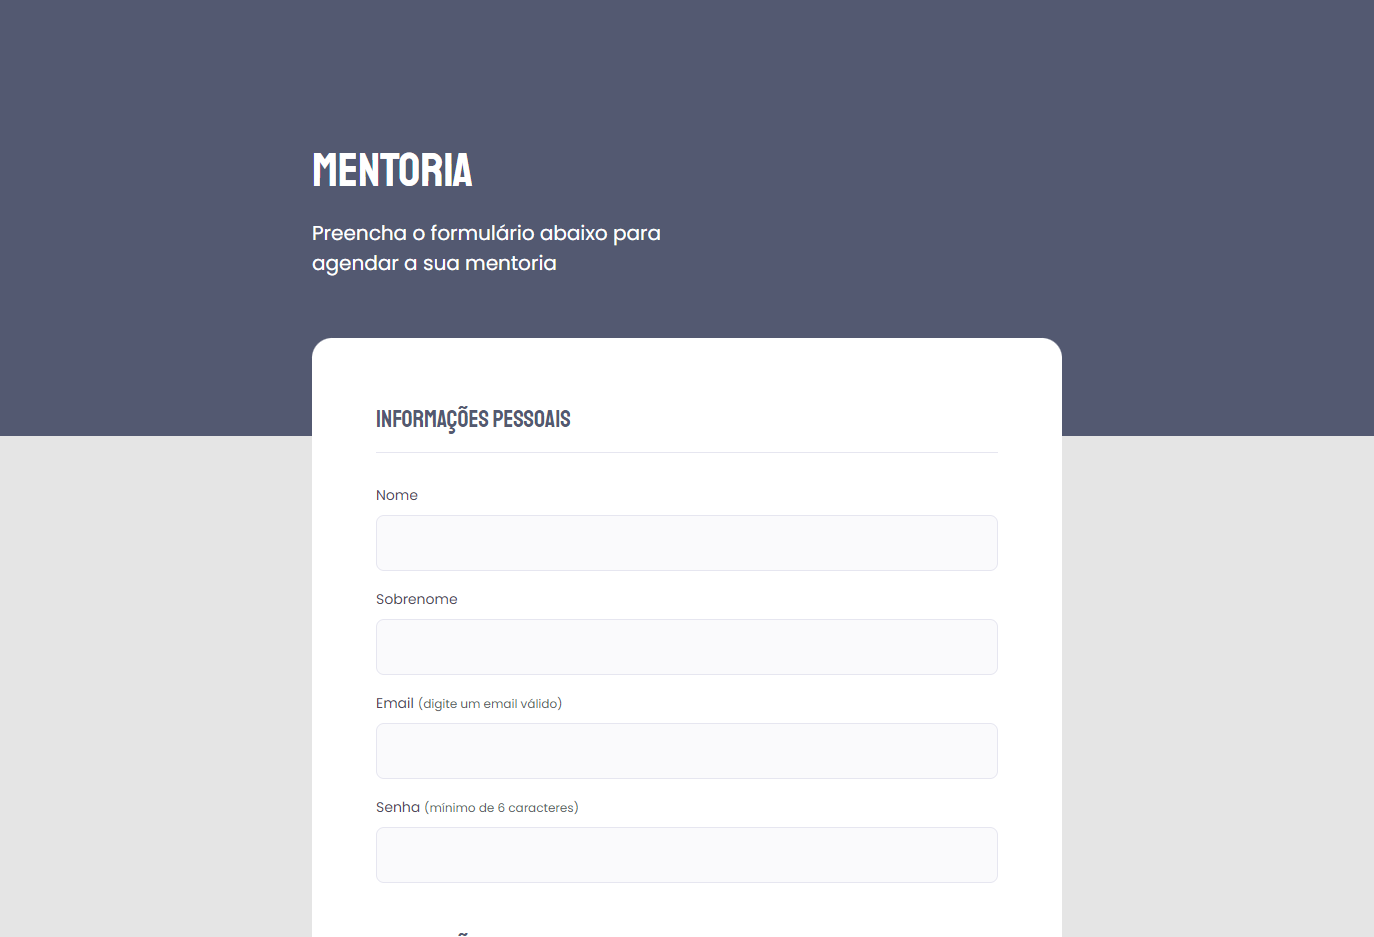 MENTORIA
Preencha o formulário abaixo para
agendar a sua mentoria
INFORMAÇÕES PESSOAIS
Nome
Sobrenome
Email (digite um email válido)
Senha (mínimo de 6 caracteres)